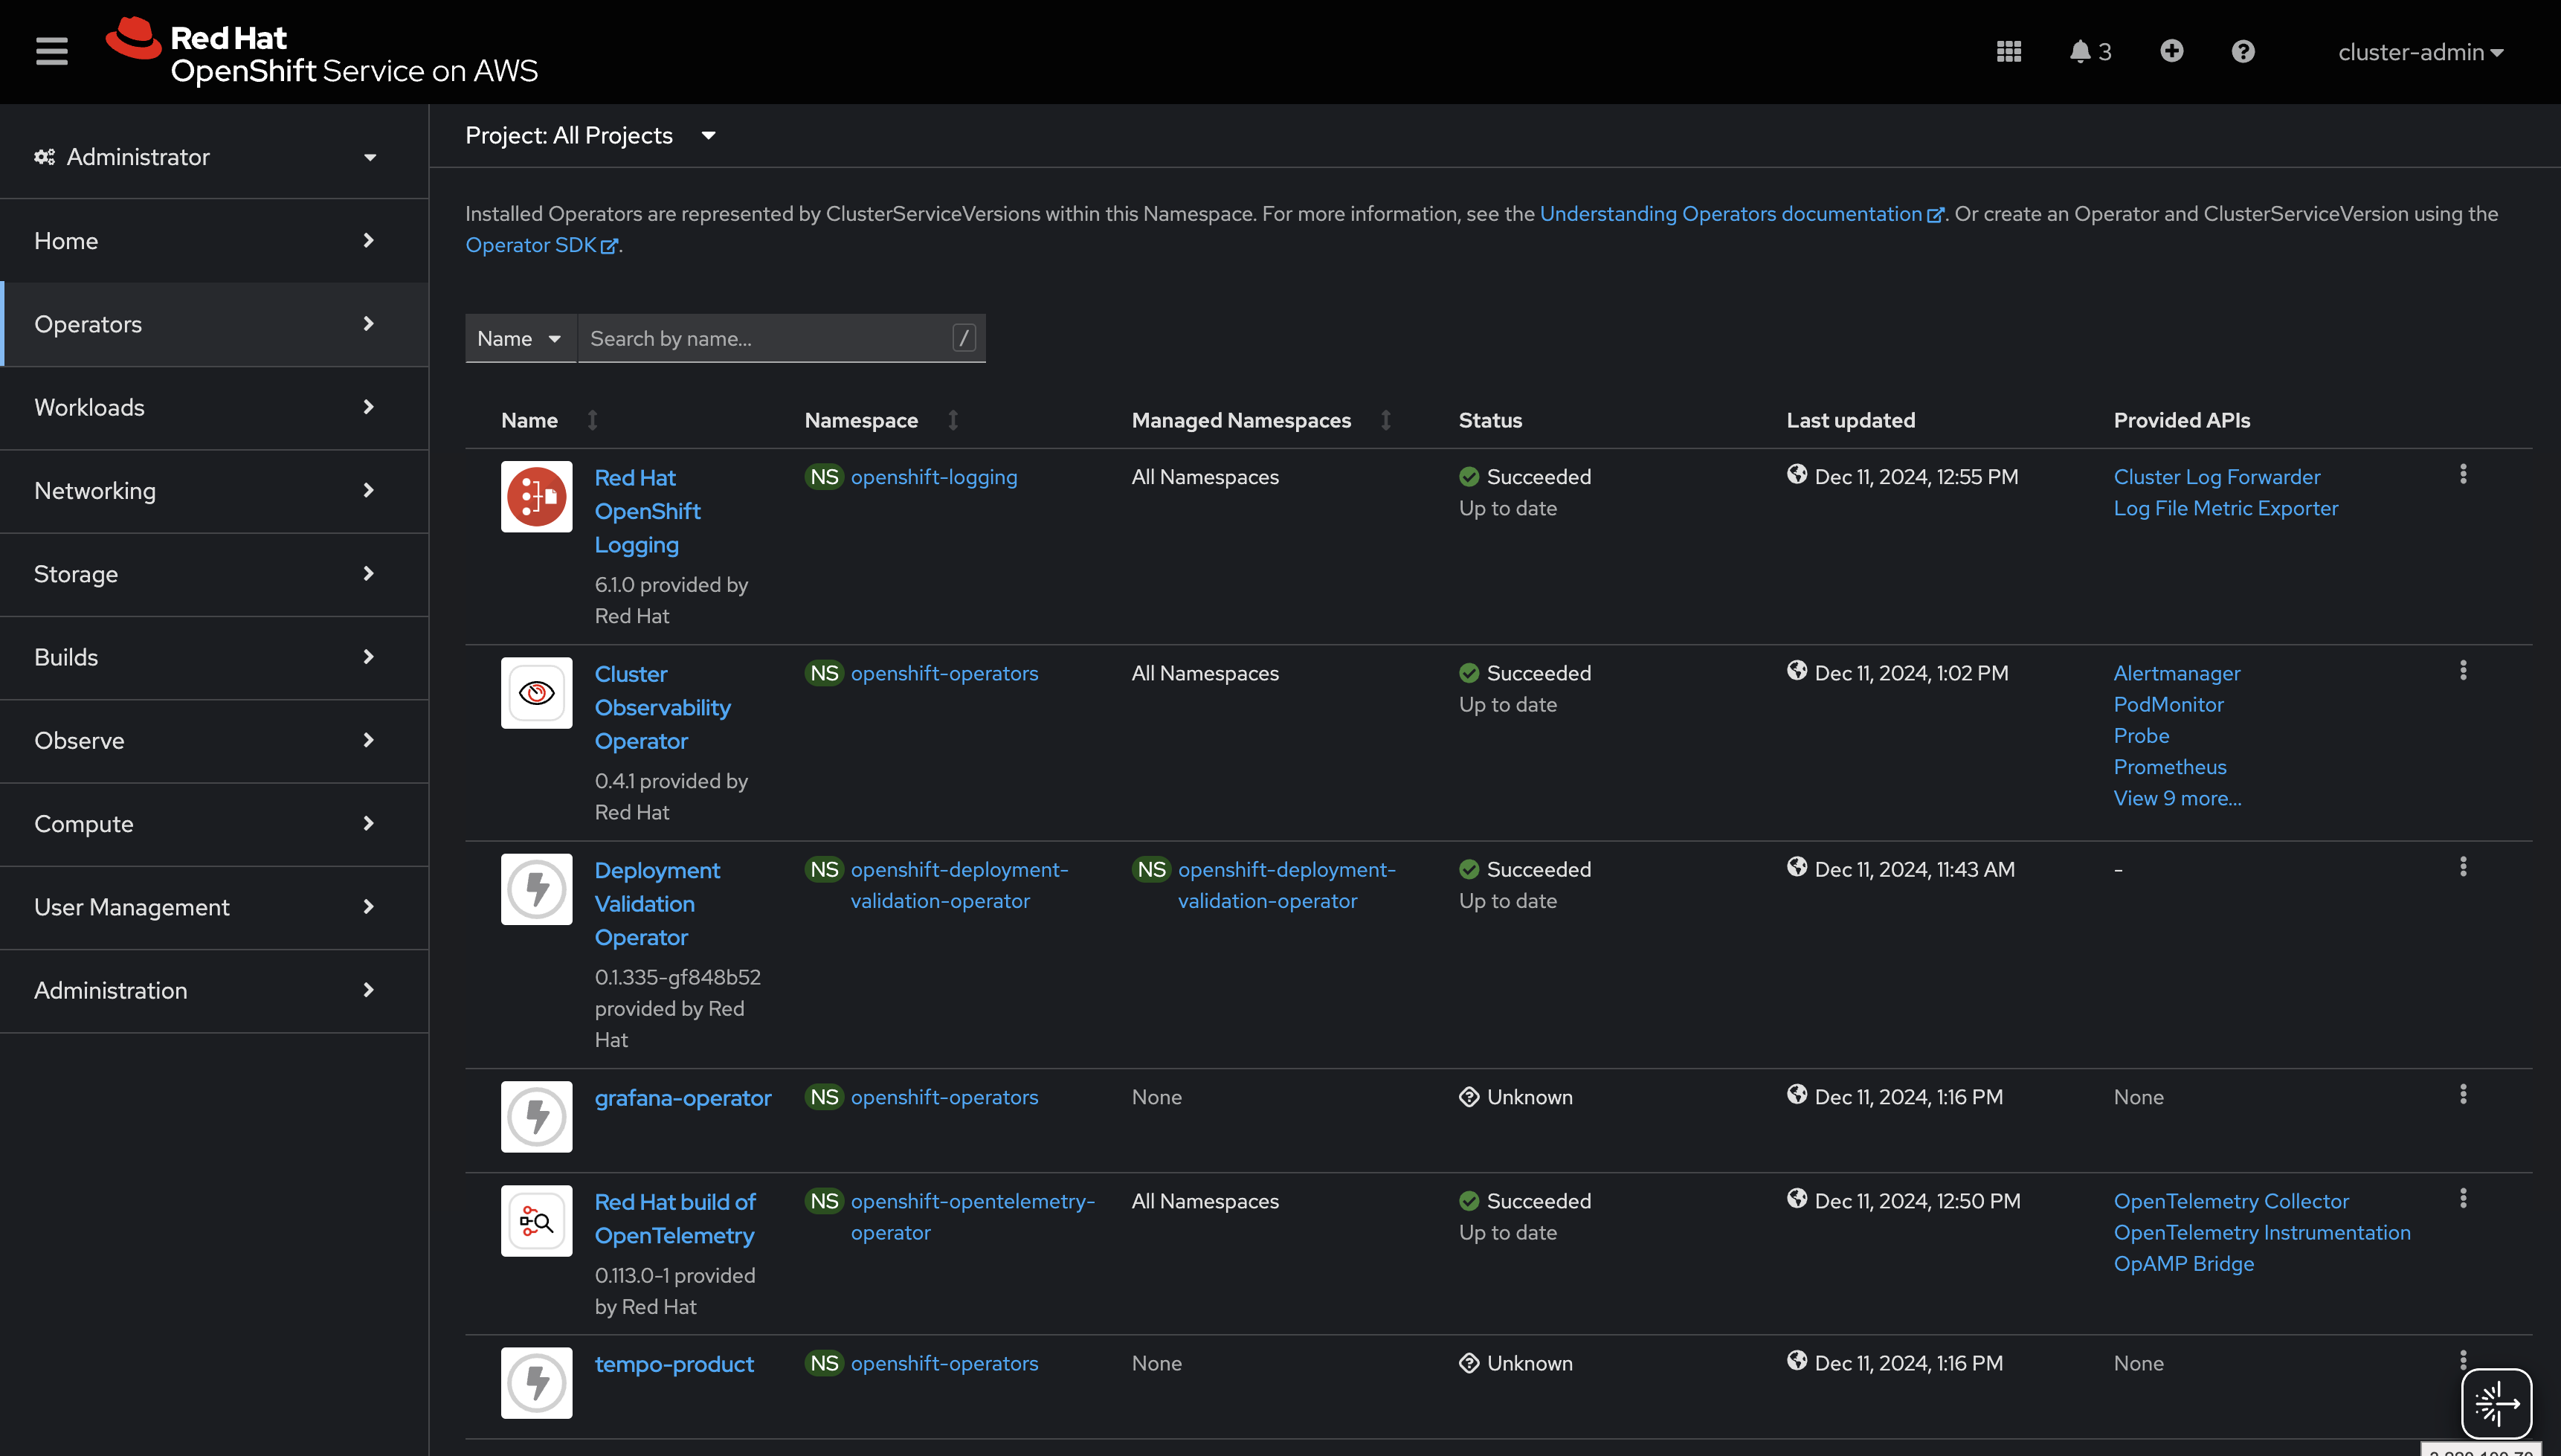 Red Hat
OpenShift Service on AWS
3
cluster-admin
Administrator
Home
Operators
Workloads
Networking
Storage
Builds
Observe
Compute
User Management
Administration
Project: All Projects
Installed Operators are represented by ClusterServiceVersions within this Namespace. For more information, see the Understanding Operators documentation. Or create an Operator and ClusterServiceVersion using the
Operator SDK.
Name Search by name... /
Name Namespace Managed Namespaces Status Last updated Provided APIs
Red Hat
OpenShift
Logging
6.1.0 provided by
Red Hat
NS openshift-logging
All Namespaces
Succeeded
Up to date
Dec 11, 2024, 12:55 PM
Cluster Log Forwarder
Log File Metric Exporter
Cluster
Observability
Operator
0.4.1 provided by
Red Hat
NS openshift-operators
All Namespaces
Succeeded
Up to date
Dec 11, 2024, 1:02 PM
Alertmanager
PodMonitor
Probe
Prometheus
View 9 more...
Deployment
Validation
Operator
0.1.335-gf848b52
provided by Red
Hat
NS openshift-deployment-
validation-operator
NS openshift-deployment-
validation-operator
Succeeded
Up to date
Dec 11, 2024, 11:43 AM
-
grafana-operator
NS openshift-operators
None
Unknown
Dec 11, 2024, 1:16 PM
None
Red Hat build of
OpenTelemetry
0.113.0-1 provided
by Red Hat
NS openshift-opentelemetry-
operator
All Namespaces
Succeeded
Up to date
Dec 11, 2024, 12:50 PM
OpenTelemetry Collector
OpenTelemetry Instrumentation
OpAMP Bridge
tempo-product
NS openshift-operators
None
Unknown
Dec 11, 2024, 1:16 PM
None